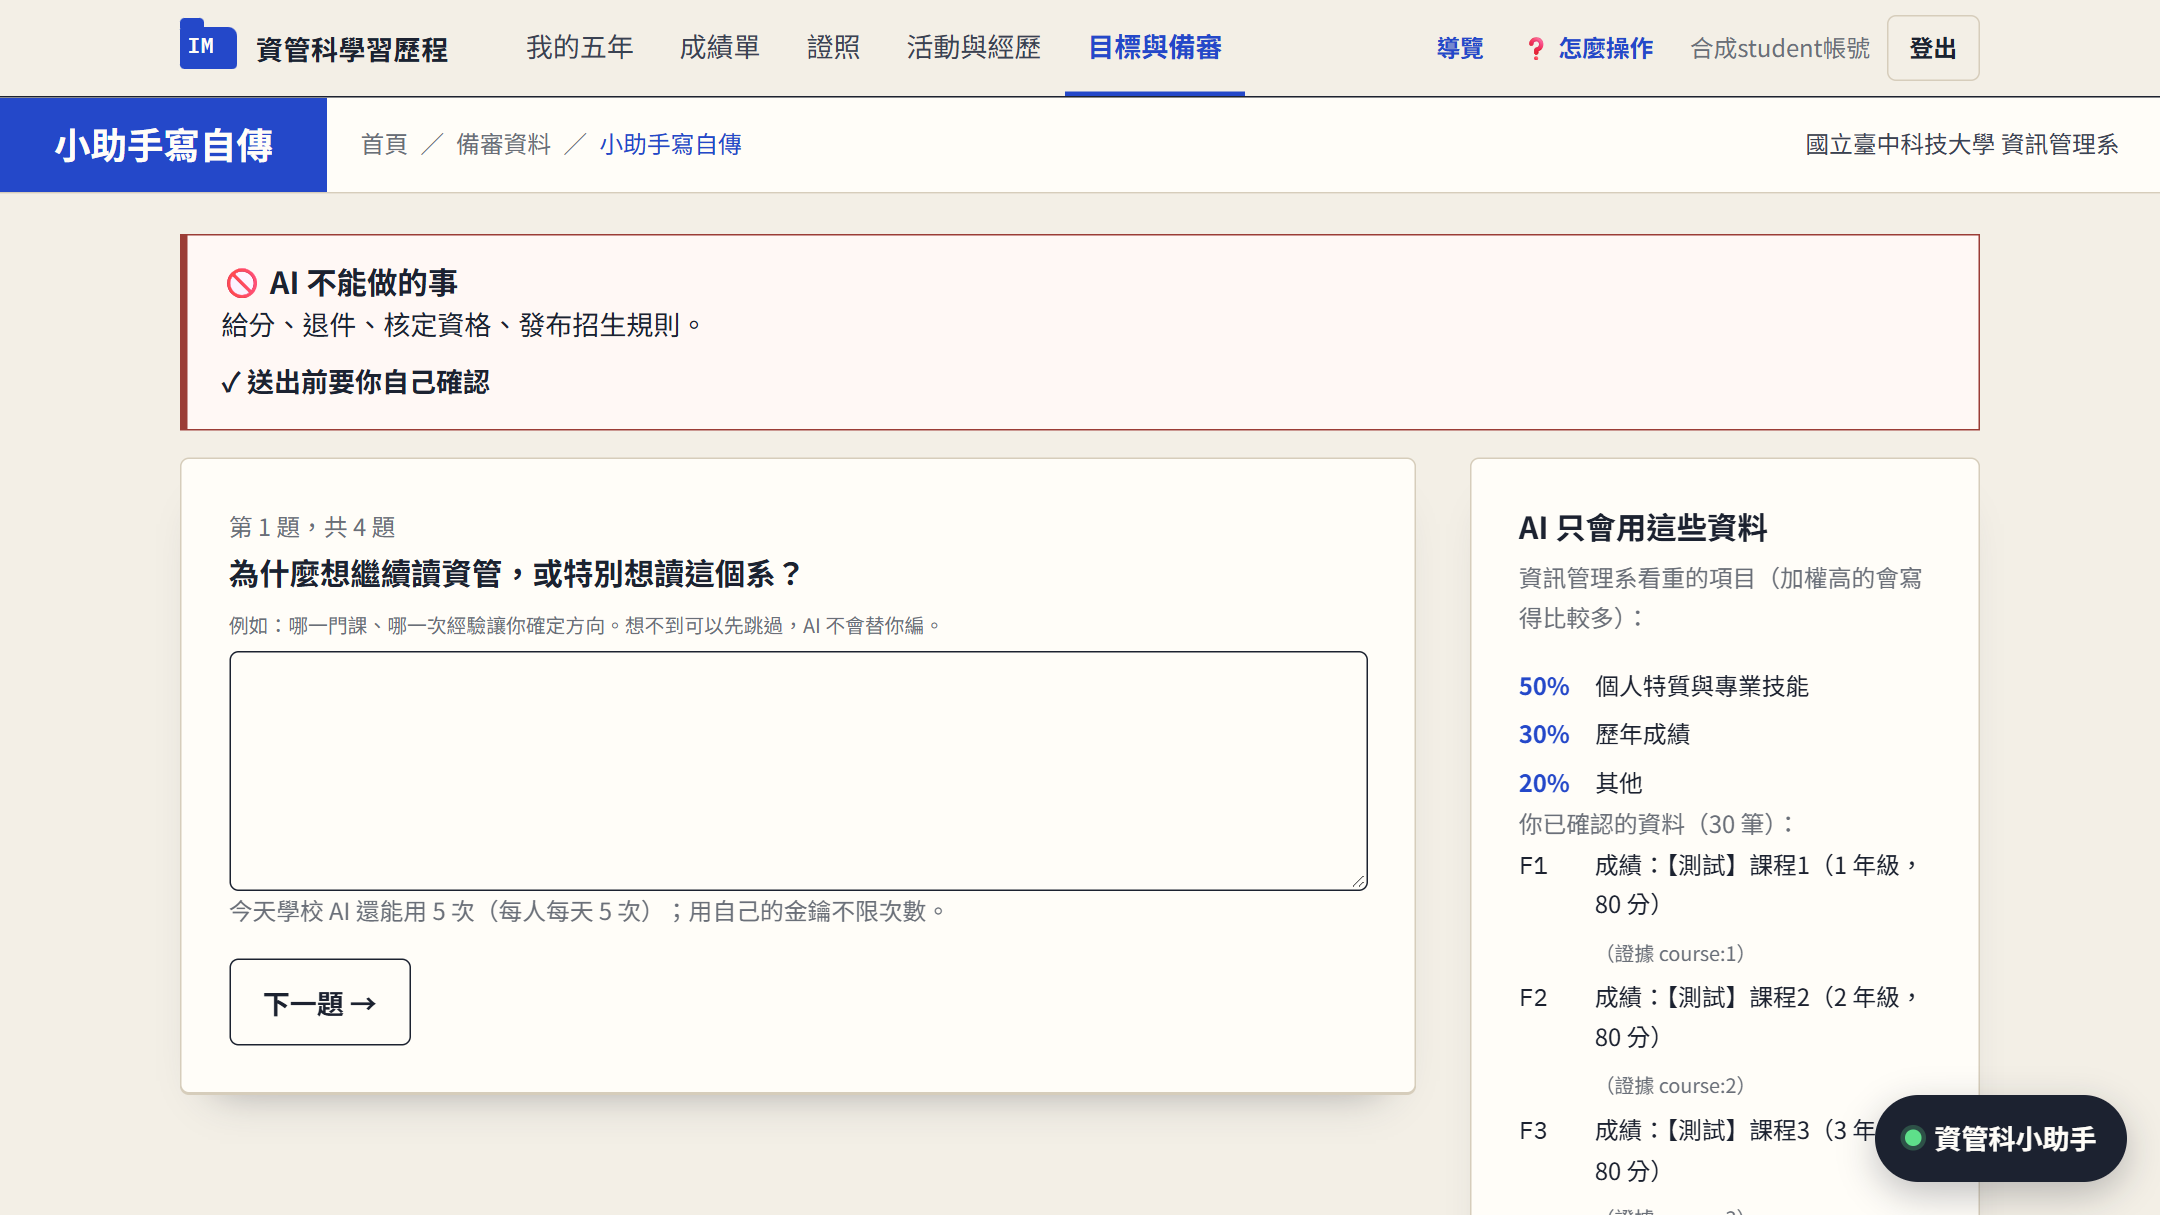 IM
資管科學習歷程
我的五年
成績單
證照
活動與經歷
目標與備審
導覽
❓ 怎麼操作
合成student帳號
登出
小助手寫自傳
首頁 ／ 備審資料 ／ 小助手寫自傳
國立臺中科技大學 資訊管理系
🚫 AI 不能做的事
給分、退件、核定資格、發布招生規則。
✓ 送出前要你自己確認
第 1 題，共 4 題
為什麼想繼續讀資管，或特別想讀這個系？
例如：哪一門課、哪一次經驗讓你確定方向。想不到可以先跳過，AI 不會替你編。
今天學校 AI 還能用 5 次（每人每天 5 次）；用自己的金鑰不限次數。
下一題 →
AI 只會用這些資料
資訊管理系看重的項目（加權高的會寫
得比較多）：
50% 個人特質與專業技能
30% 歷年成績
20% 其他
你已確認的資料（30 筆）：
F1 成績：【測試】課程1（1 年級，
80 分）
（證據 course:1）
F2 成績：【測試】課程2（2 年級，
80 分）
（證據 course:2）
F3 成績：【測試】課程3（3 年
80 分）
資管科小助手